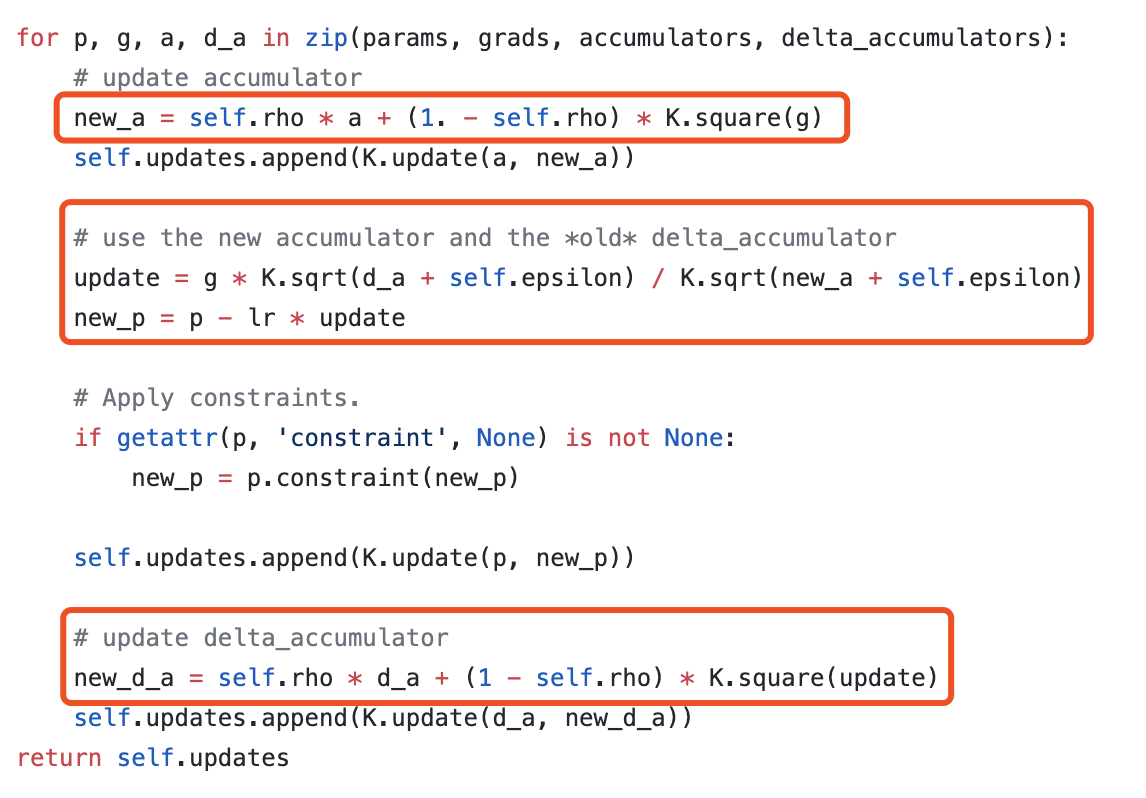 for p, g, a, d_a in zip(params, grads, accumulators, delta_accumulators):
    # update accumulator
    new_a = self.rho * a + (1. - self.rho) * K.square(g)
    self.updates.append(K.update(a, new_a))

    # use the new accumulator and the *old* delta_accumulator
    update = g * K.sqrt(d_a + self.epsilon) / K.sqrt(new_a + self.epsilon)
    new_p = p - lr * update

    # Apply constraints.
    if getattr(p, 'constraint', None) is not None:
        new_p = p.constraint(new_p)

    self.updates.append(K.update(p, new_p))

    # update delta_accumulator
    new_d_a = self.rho * d_a + (1 - self.rho) * K.square(update)
    self.updates.append(K.update(d_a, new_d_a))
return self.updates